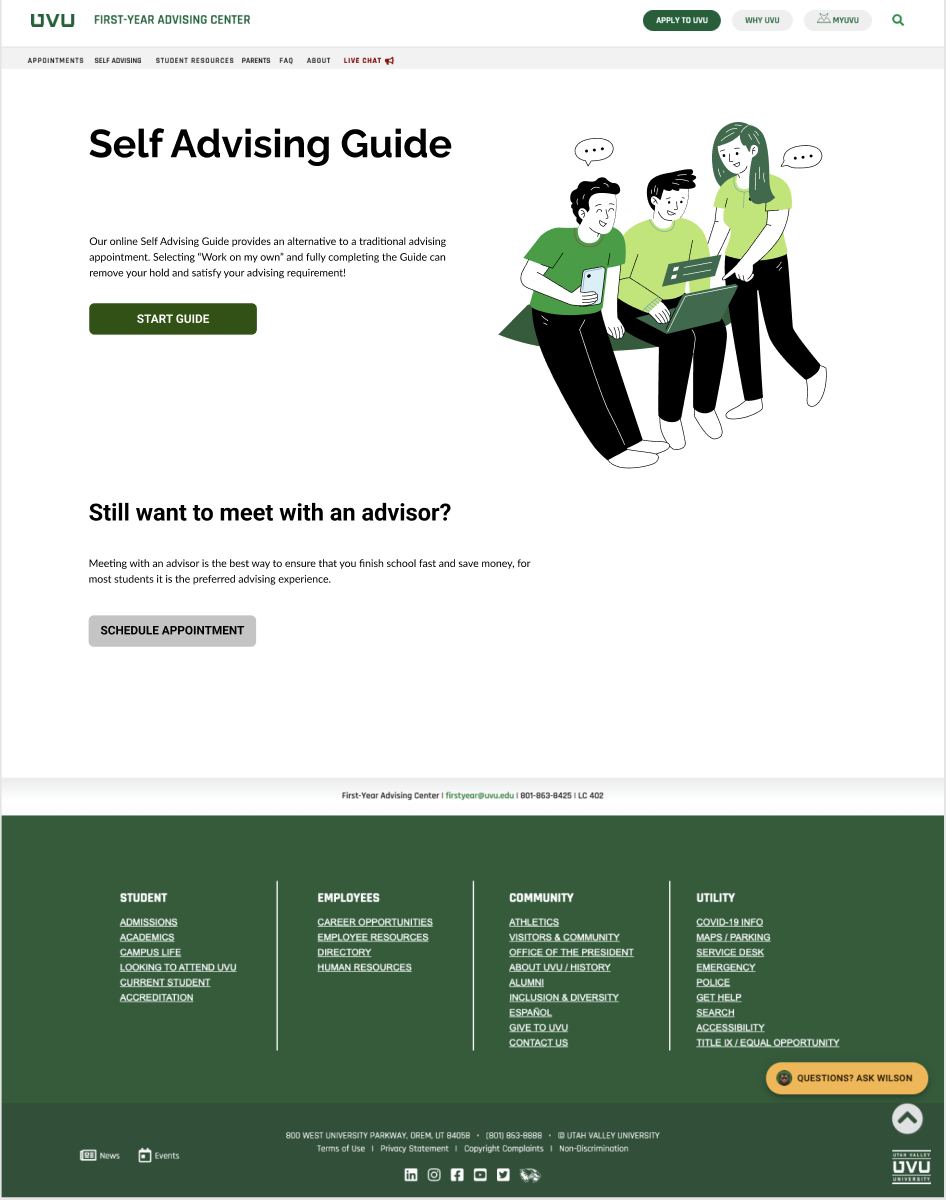 UVU FIRST-YEAR ADVISING CENTER APPLY TO UVU WHY UVU MYUVU
APPOINTMENTS SELF ADVISING STUDENT RESOURCES PARENTS FAQ ABOUT LIVE CHAT
Self Advising Guide
Our online Self Advising Guide provides an alternative to a traditional advising
appointment. Selecting “Work on my own” and fully completing the Guide can
remove your hold and satisfy your advising requirement!
START GUIDE
Still want to meet with an advisor?
Meeting with an advisor is the best way to ensure that you finish school fast and save money, for
most students it is the preferred advising experience.
SCHEDULE APPOINTMENT
First-Year Advising Center | firstyear@uvu.edu | 801-863-8425 | LC 402
STUDENT
ADMISSIONS
ACADEMICS
CAMPUS LIFE
LOOKING TO ATTEND UVU
CURRENT STUDENT
ACCREDITATION
EMPLOYEES
CAREER OPPORTUNITIES
EMPLOYEE RESOURCES
DIRECTORY
HUMAN RESOURCES
COMMUNITY
ATHLETICS
VISITORS & COMMUNITY
OFFICE OF THE PRESIDENT
ABOUT UVU / HISTORY
ALUMNI
INCLUSION & DIVERSITY
ESPAÑOL
GIVE TO UVU
CONTACT US
UTILITY
COVID-19 INFO
MAPS / PARKING
SERVICE DESK
EMERGENCY
POLICE
GET HELP
SEARCH
ACCESSIBILITY
TITLE IX / EQUAL OPPORTUNITY
QUESTIONS? ASK WILSON
800 WEST UNIVERSITY PARKWAY, OREM, UT 84058 • (801) 863-8888 • © UTAH VALLEY UNIVERSITY
Terms of Use | Privacy Statement | Copyright Complaints | Non-Discrimination
News Events
UTAH VALLEY
UVU
UNIVERSITY